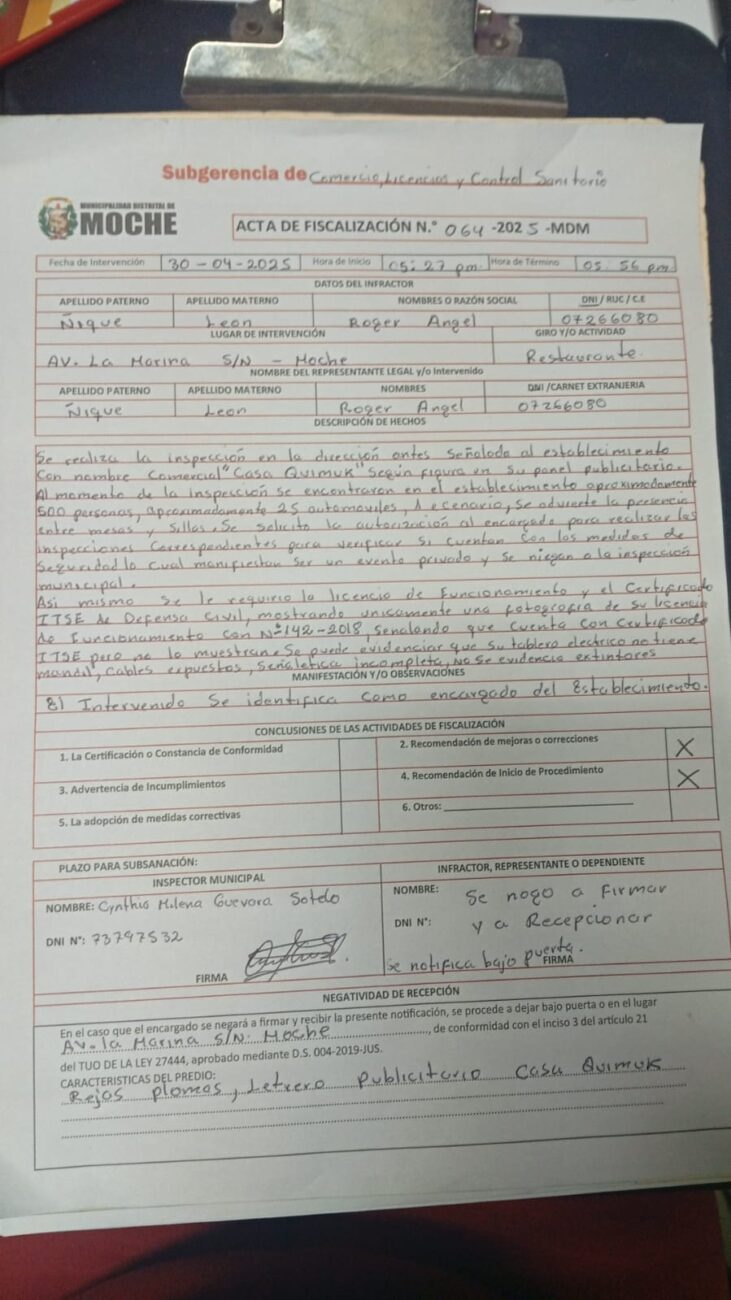 Subgerencia de Comercio, Licencias y Control Sanitario
MUNICIPALIDAD DISTRITAL DE
MOCHE
ACTA DE FISCALIZACIÓN N.° 064 -2025 -MDM
Fecha de Intervención 30-04-2025 Hora de Inicio 05:27 pm. Hora de Término 05:56 pm.
DATOS DEL INFRACTOR
APELLIDO PATERNO APELLIDO MATERNO NOMBRES O RAZÓN SOCIAL DNI / RUC / C.E
Ñique Leon Roger Angel 07266080
LUGAR DE INTERVENCIÓN GIRO Y/O ACTIVIDAD
AV. La Marina S/N - Moche Restaurante.
NOMBRE DEL REPRESENTANTE LEGAL y/o Intervenido
APELLIDO PATERNO APELLIDO MATERNO NOMBRES DNI /CARNET EXTRANJERIA
Ñique Leon Roger Angel 07266080
DESCRIPCIÓN DE HECHOS
Se realiza la inspección en la dirección antes señalada al establecimiento
Con nombre Comercial "Casa Quimuk" Según figura en su panel publicitario.
Al momento de la inspección se encontraron en el establecimiento aproximadamente
500 personas, aproximadamente 25 automoviles, 1 ecenario, Se advierte la presencia
entre mesas y sillas. Se solicito la autorización al encargado para realizar las
inspecciones Correspondientes para verificar si cuentan con las medidas de
Seguridad lo cual manifiestan ser un evento privado y se niegan a la inspección
municipal.
Asi mismo se le requirio la licencia de Funcionamiento y el Certificado
ITSE de Defensa Civil, mostrando unicamente una fotografia de su licencia
de Funcionamiento con N° 142-2018, señalando que cuenta con Certificado
ITSE pero no lo muestran. Se puede evidenciar que su tablero electrico no tiene
mandil, cables expuestos, señaletica incompleta, No se evidencia extintores
MANIFESTACIÓN Y/O OBSERVACIONES
El Intervenido Se identifica como encargado del Establecimiento.
CONCLUSIONES DE LAS ACTIVIDADES DE FISCALIZACIÓN
1. La Certificación o Constancia de Conformidad 2. Recomendación de mejoras o correcciones X
3. Advertencia de Incumplimientos 4. Recomendación de Inicio de Procedimiento X
5. La adopción de medidas correctivas 6. Otros:
PLAZO PARA SUBSANACIÓN:
INSPECTOR MUNICIPAL INFRACTOR, REPRESENTANTE O DEPENDIENTE
NOMBRE: Cynthia Milena Guevara Sotelo NOMBRE: Se nego a Firmar
DNI N°: 73797532 DNI N°: y a Recepcionar
se notifica bajo puerta.
FIRMA FIRMA
NEGATIVIDAD DE RECEPCIÓN
En el caso que el encargado se negará a firmar y recibir la presente notificación, se procede a dejar bajo puerta o en el lugar
AV. la Marina S/N. Moche, de conformidad con el inciso 3 del artículo 21
del TUO DE LA LEY 27444, aprobado mediante D.S. 004-2019-JUS.
CARACTERISTICAS DEL PREDIO:
Rejas plomas, Letrero publicitario Casa Quimuk